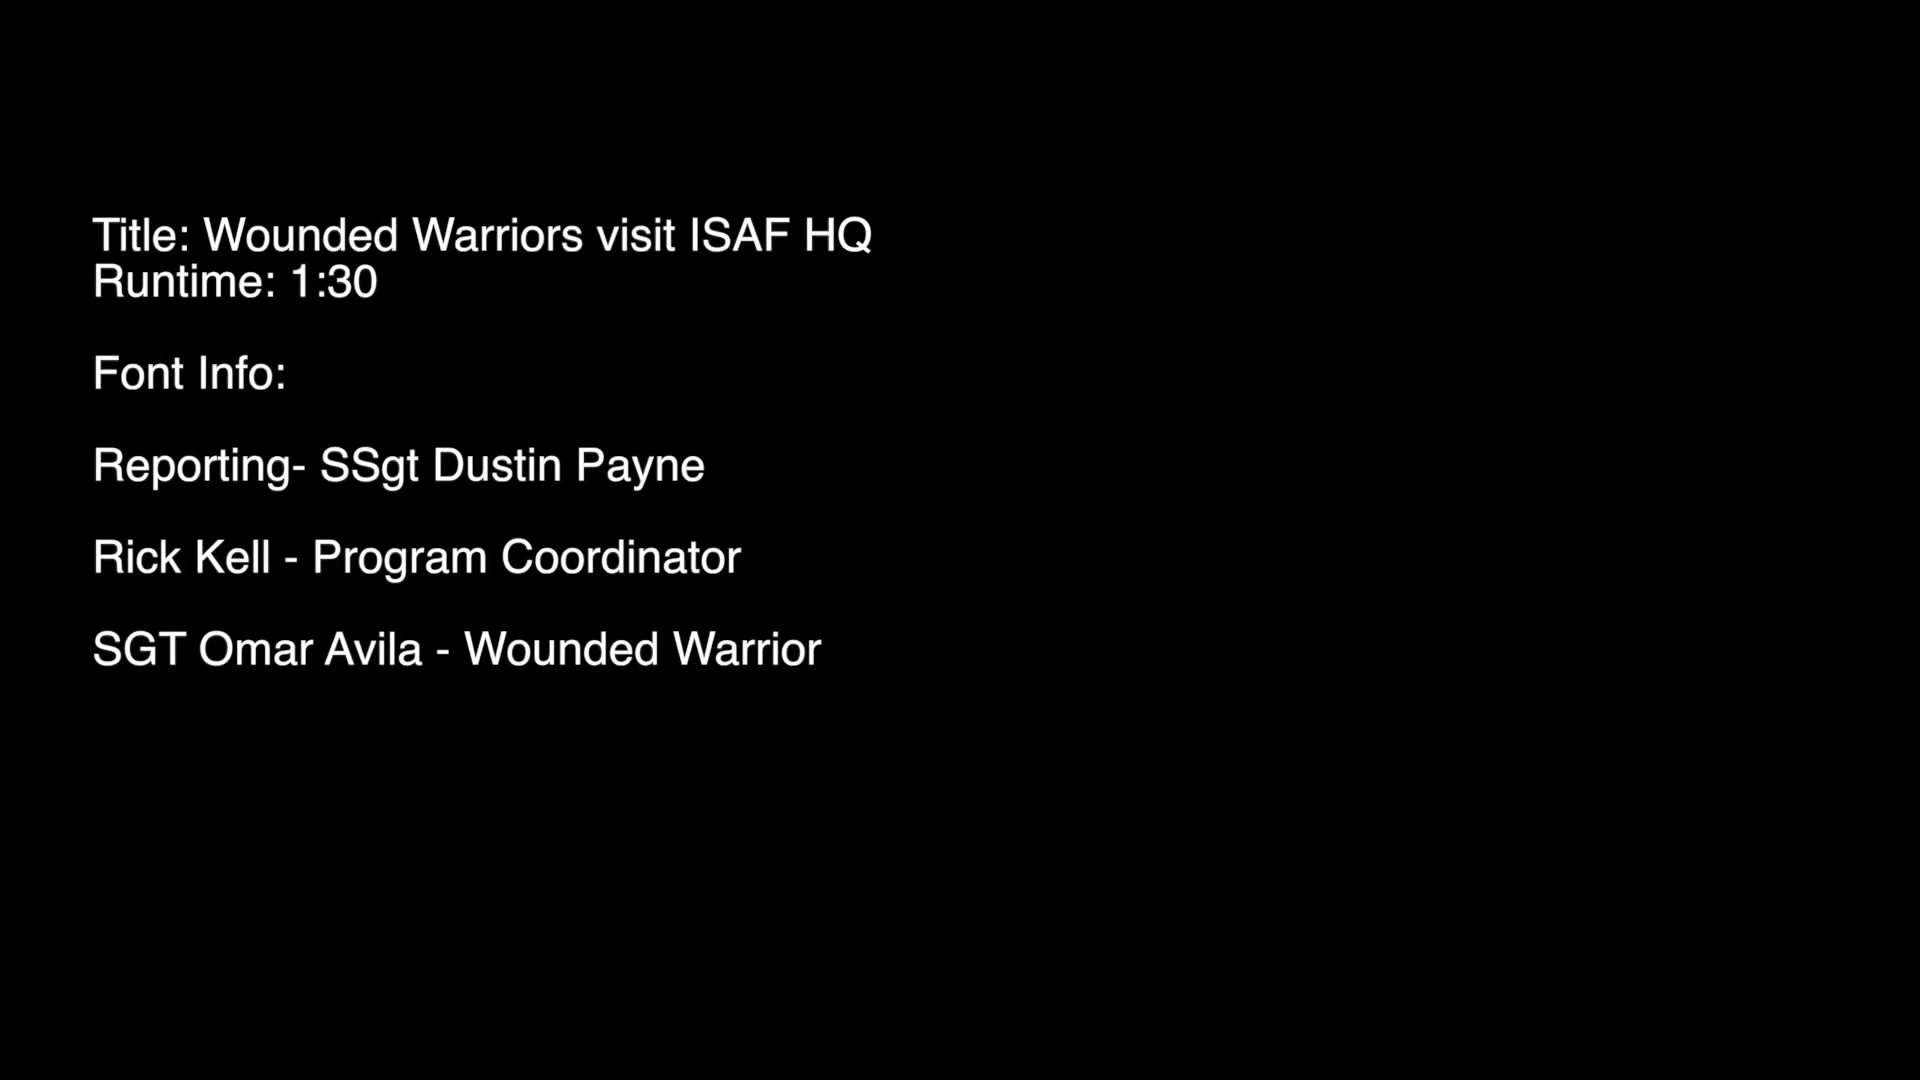 Title: Wounded Warriors visit ISAF HQ
Runtime: 1:30
Font Info:
Reporting- SSgt Dustin Payne
Rick Kell - Program Coordinator
SGT Omar Avila - Wounded Warrior